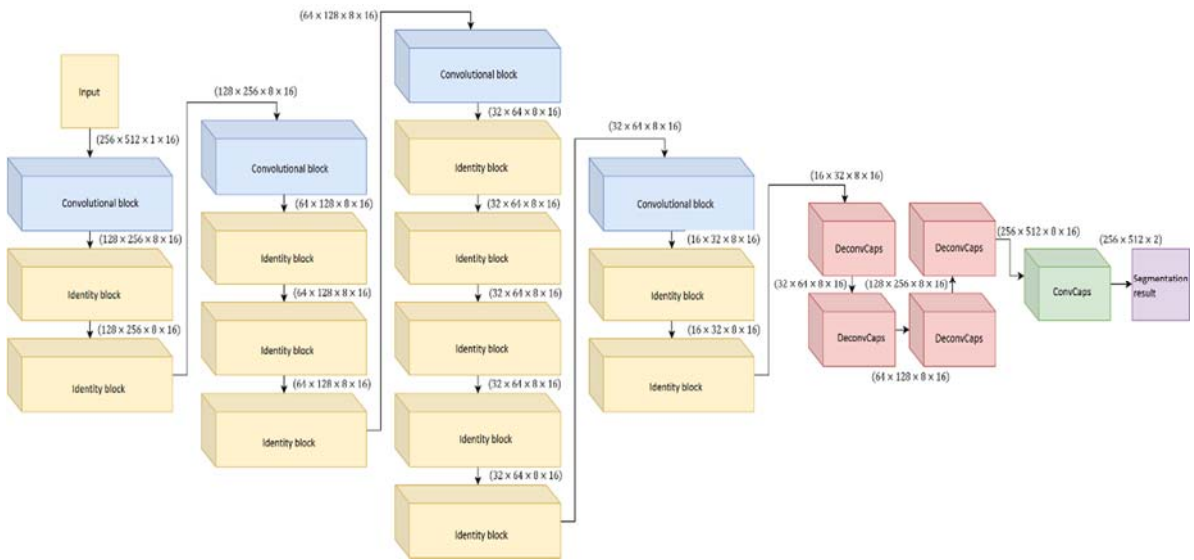 Input
(256 × 512 × 1 × 16)
Convolutional block
(128 × 256 × 8 × 16)
Identity block
(128 × 256 × 8 × 16)
Identity block
(128 × 256 × 8 × 16)
Convolutional block
(64 × 128 × 8 × 16)
Identity block
(64 × 128 × 8 × 16)
Identity block
(64 × 128 × 8 × 16)
Identity block
(64 × 128 × 8 × 16)
Convolutional block
(32 × 64 × 8 × 16)
Identity block
(32 × 64 × 8 × 16)
Identity block
(32 × 64 × 8 × 16)
Identity block
(32 × 64 × 8 × 16)
Identity block
(32 × 64 × 8 × 16)
Identity block
(32 × 64 × 8 × 16)
Convolutional block
(16 × 32 × 8 × 16)
Identity block
(16 × 32 × 8 × 16)
Identity block
(16 × 32 × 8 × 16)
DeconvCaps
(32 × 64 × 8 × 16)
DeconvCaps
(64 × 128 × 8 × 16)
DeconvCaps
(128 × 256 × 8 × 16)
DeconvCaps
(256 × 512 × 8 × 16)
ConvCaps
(256 × 512 × 2)
Segmentation
result